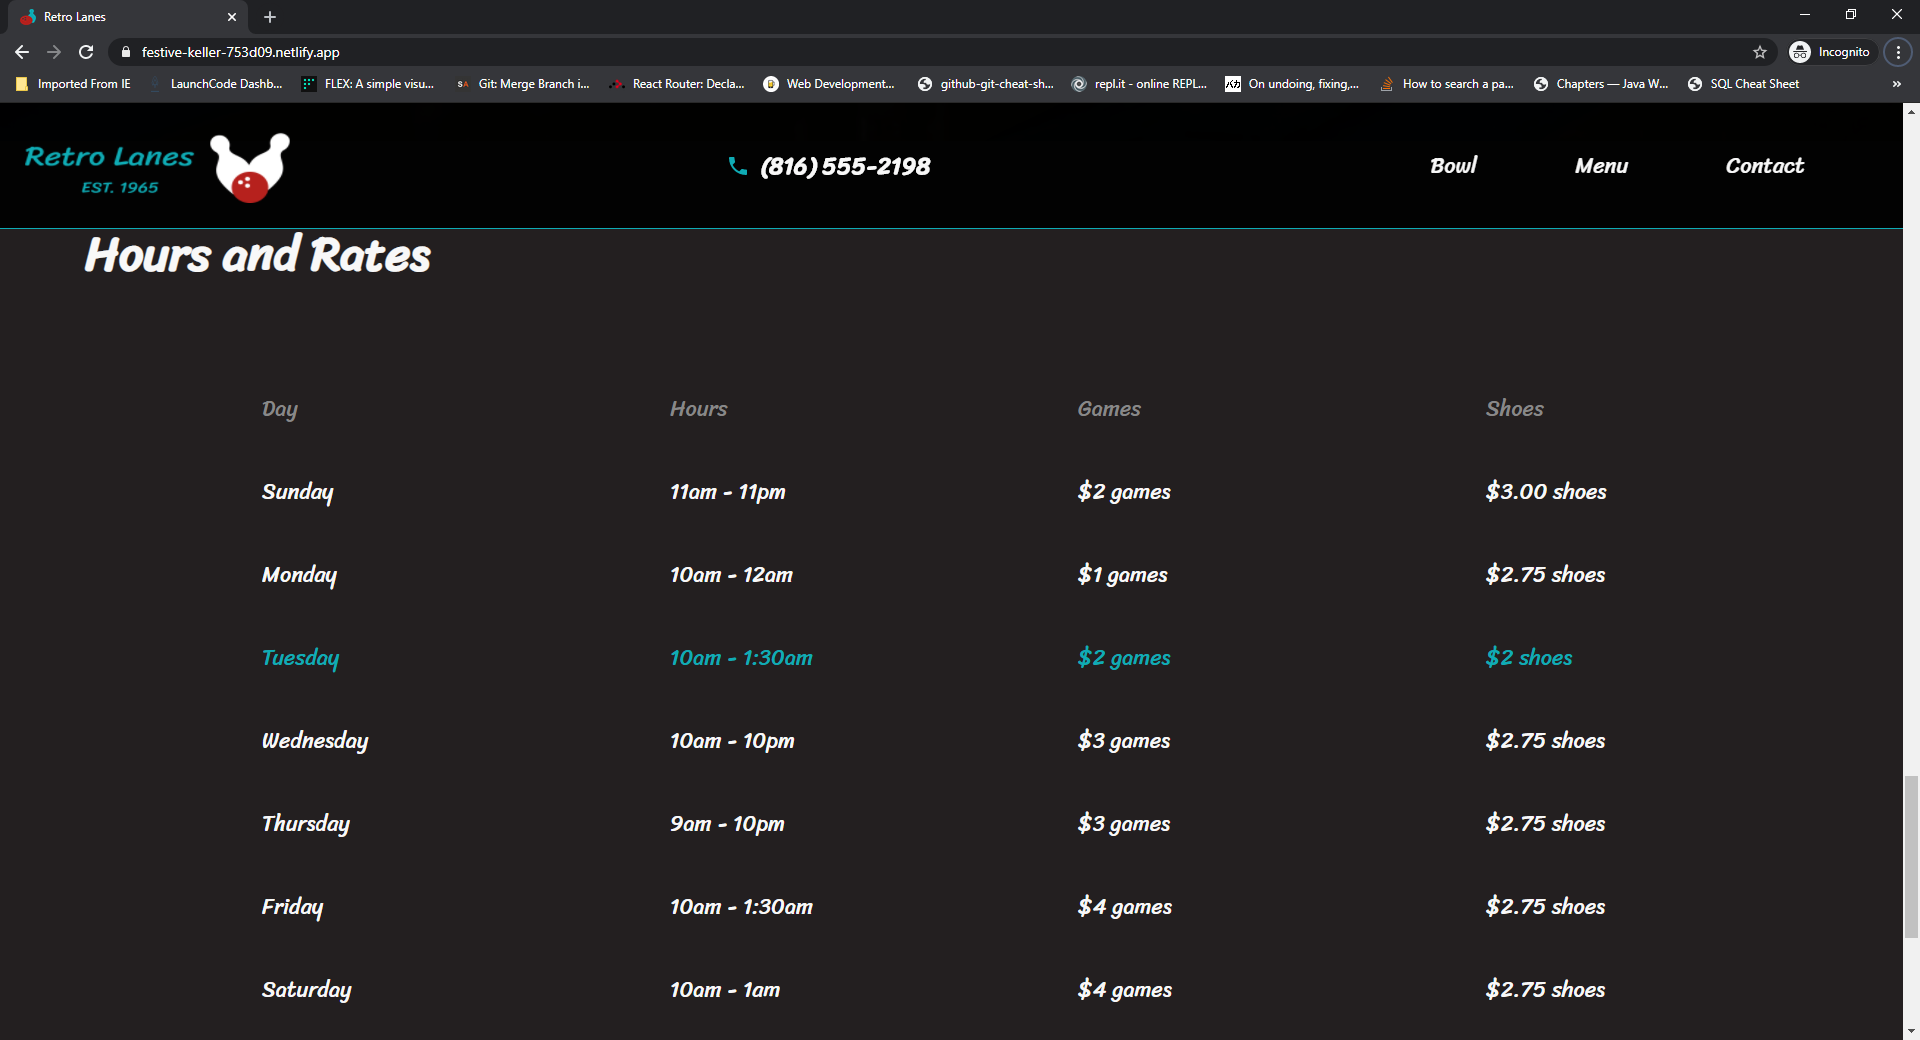 Retro Lanes
festive-keller-753d09.netlify.app
Incognito
Imported From IE LaunchCode Dashb... FLEX: A simple visu... SA Git: Merge Branch i... React Router: Decla... Web Development... github-git-cheat-sh... repl.it - online REPL... バカ On undoing, fixing,... How to search a pa... Chapters — Java W... SQL Cheat Sheet »
Retro Lanes
EST. 1965
(816) 555-2198
Bowl Menu Contact
Hours and Rates
Day Hours Games Shoes
Sunday 11am - 11pm $2 games $3.00 shoes
Monday 10am - 12am $1 games $2.75 shoes
Tuesday 10am - 1:30am $2 games $2 shoes
Wednesday 10am - 10pm $3 games $2.75 shoes
Thursday 9am - 10pm $3 games $2.75 shoes
Friday 10am - 1:30am $4 games $2.75 shoes
Saturday 10am - 1am $4 games $2.75 shoes